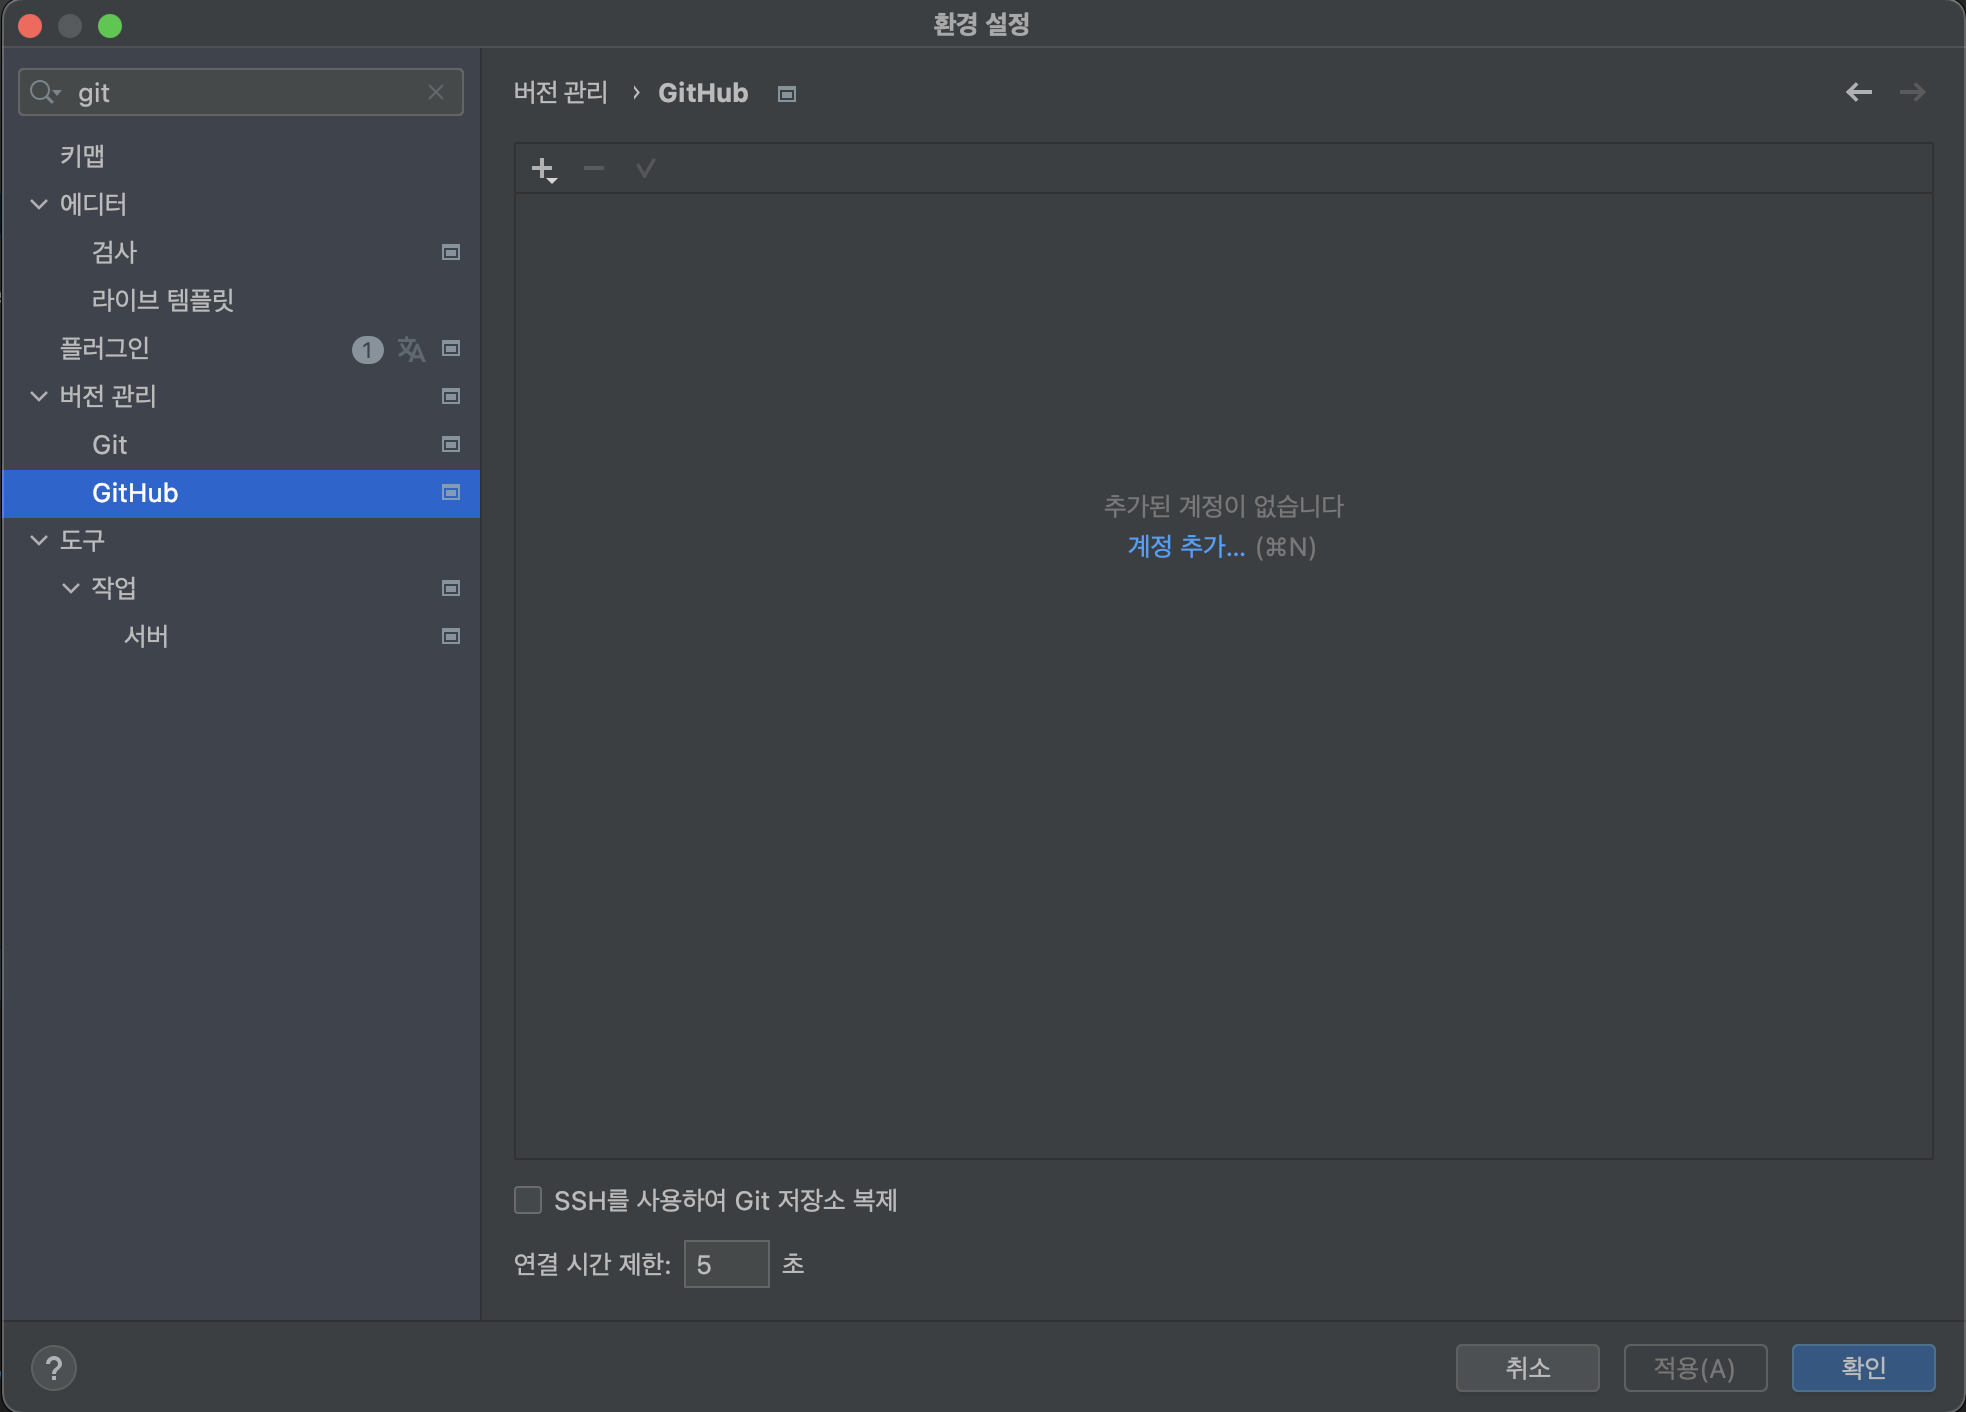 환경 설정
git
키맵
에디터
검사
라이브 템플릿
플러그인 1 文A
버전 관리
Git
GitHub
도구
작업
서버
버전 관리 › GitHub
추가된 계정이 없습니다
계정 추가... (⌘N)
SSH를 사용하여 Git 저장소 복제
연결 시간 제한: 5 초
?
취소
적용(A)
확인